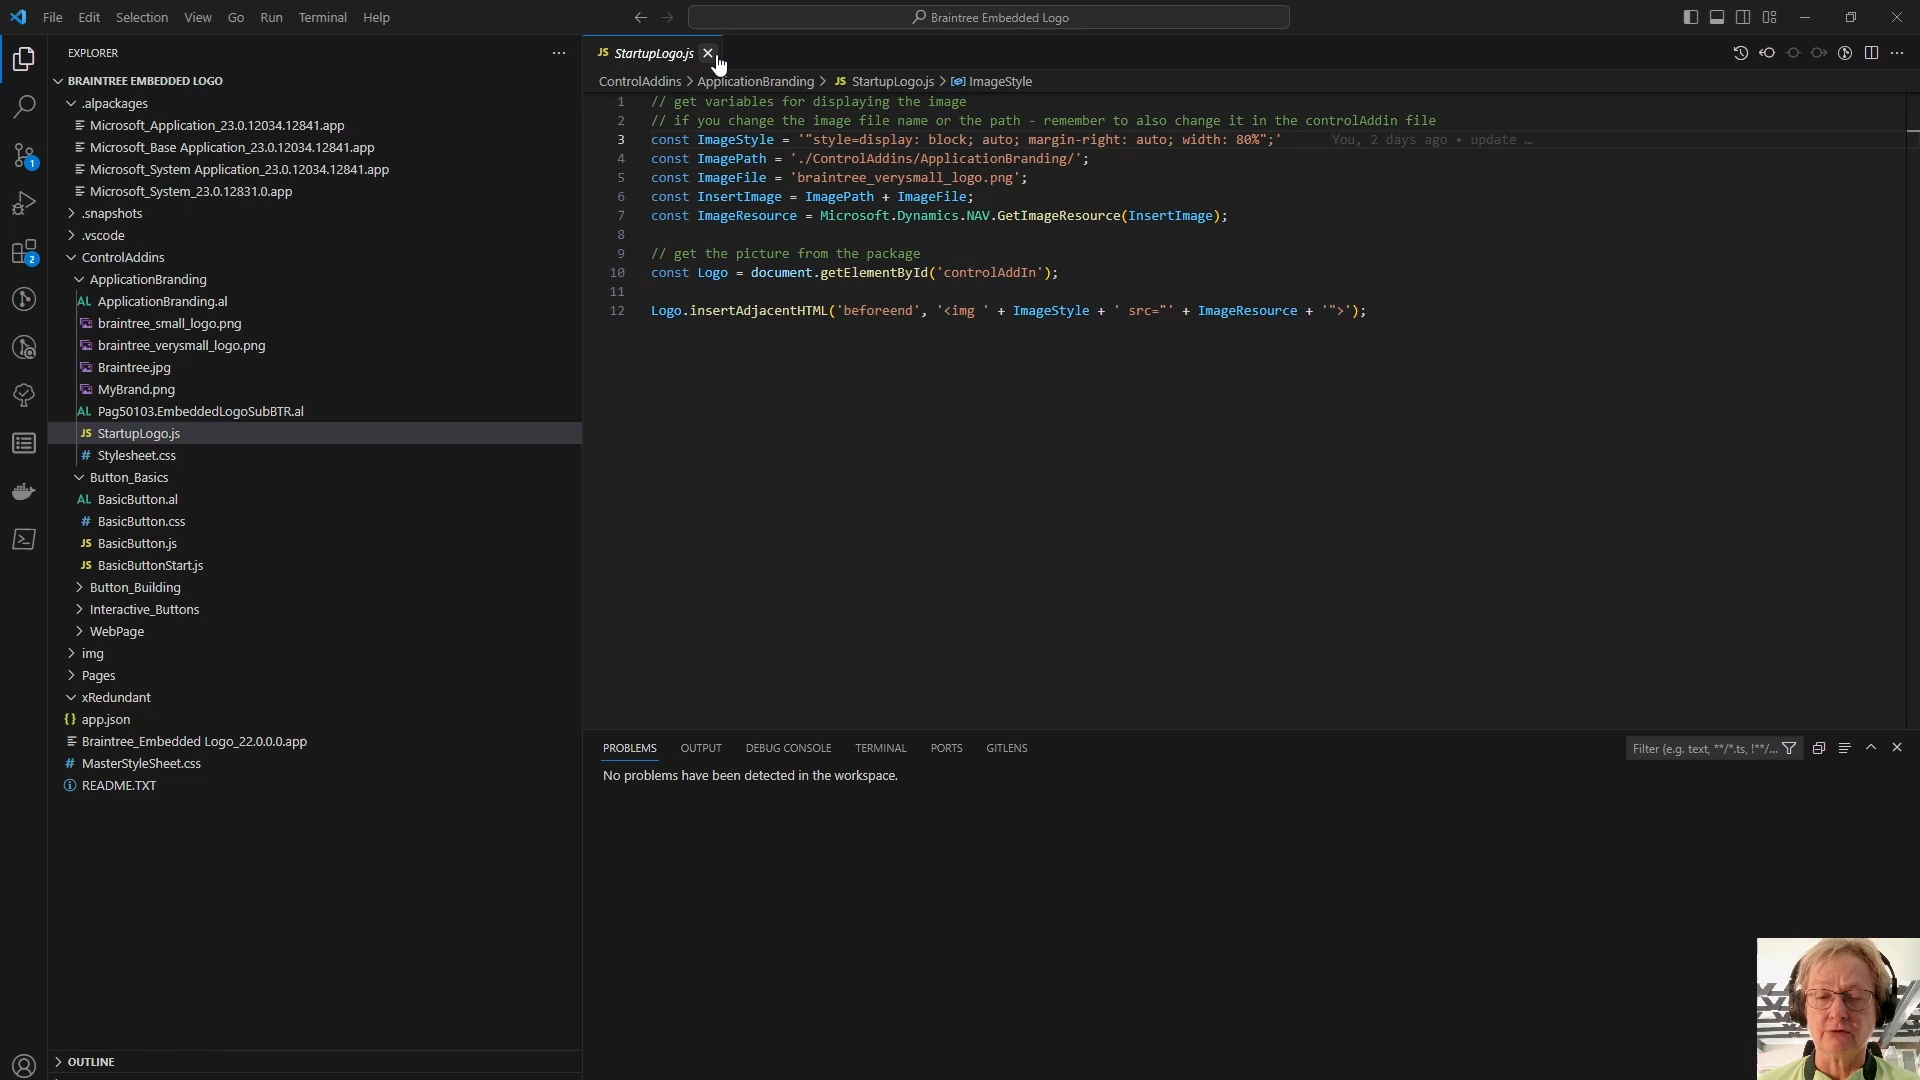 File Edit Selection View Go Run Terminal Help
Braintree Embedded Logo
EXPLORER
BRAINTREE EMBEDDED LOGO
.alpackages
Microsoft_Application_23.0.12034.12841.app
Microsoft_Base Application_23.0.12034.12841.app
Microsoft_System Application_23.0.12034.12841.app
Microsoft_System_23.0.12831.0.app
.snapshots
.vscode
ControlAddins
ApplicationBranding
AL ApplicationBranding.al
braintree_small_logo.png
braintree_verysmall_logo.png
Braintree.jpg
MyBrand.png
AL Pag50103.EmbeddedLogoSubBTR.al
JS StartupLogo.js
# Stylesheet.css
Button_Basics
AL BasicButton.al
# BasicButton.css
JS BasicButton.js
JS BasicButtonStart.js
Button_Building
Interactive_Buttons
WebPage
img
Pages
xRedundant
{} app.json
Braintree_Embedded Logo_22.0.0.0.app
# MasterStyleSheet.css
README.TXT
OUTLINE
1
2
JS StartupLogo.js
ControlAddins > ApplicationBranding > JS StartupLogo.js > ImageStyle
1 // get variables for displaying the image
2 // if you change the image file name or the path - remember to also change it in the controlAddin file
3 const ImageStyle = '"style=display: block; auto; margin-right: auto; width: 80%";' You, 2 days ago • update …
4 const ImagePath = './ControlAddins/ApplicationBranding/';
5 const ImageFile = 'braintree_verysmall_logo.png';
6 const InsertImage = ImagePath + ImageFile;
7 const ImageResource = Microsoft.Dynamics.NAV.GetImageResource(InsertImage);
8
9 // get the picture from the package
10 const Logo = document.getElementById('controlAddIn');
11
12 Logo.insertAdjacentHTML('beforeend', '<img ' + ImageStyle + ' src="' + ImageResource + '">');
PROBLEMS OUTPUT DEBUG CONSOLE TERMINAL PORTS GITLENS
Filter (e.g. text, **/*.ts, !**/...
No problems have been detected in the workspace.